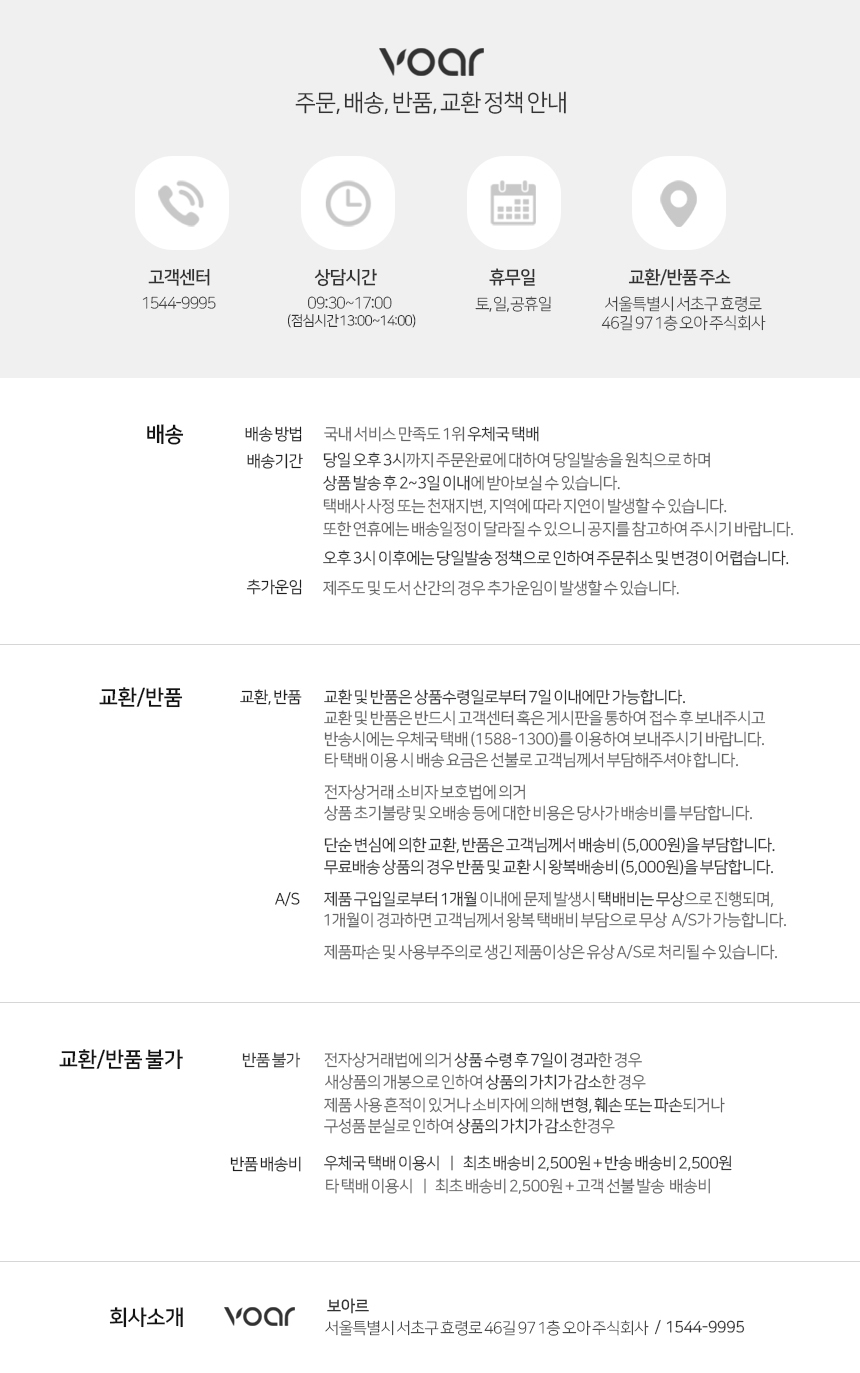 voar
주문, 배송, 반품, 교환 정책 안내
고객센터
1544-9995
상담시간
09:30~17:00
(점심시간 13:00~14:00)
휴무일
토, 일, 공휴일
교환/반품 주소
서울특별시 서초구 효령로
46길 97 1층 오아 주식회사
배송
배송 방법
국내 서비스 만족도 1위 우체국 택배
배송기간
당일 오후 3시까지 주문완료에 대하여 당일발송을 원칙으로 하며
상품 발송 후 2~3일 이내에 받아보실 수 있습니다.
택배사 사정 또는 천재지변, 지역에 따라 지연이 발생할 수 있습니다.
또한 연휴에는 배송일정이 달라질 수 있으니 공지를 참고하여 주시기 바랍니다.
오후 3시 이후에는 당일발송 정책으로 인하여 주문취소 및 변경이 어렵습니다.
추가운임
제주도 및 도서 산간의 경우 추가운임이 발생할 수 있습니다.
교환/반품
교환, 반품
교환 및 반품은 상품수령일로부터 7일 이내에만 가능합니다.
교환 및 반품은 반드시 고객센터 혹은 게시판을 통하여 접수 후 보내주시고
반송시에는 우체국 택배 (1588-1300)를 이용하여 보내주시기 바랍니다.
타 택배 이용 시 배송 요금은 선불로 고객님께서 부담해주셔야 합니다.
전자상거래 소비자 보호법에 의거
상품 초기불량 및 오배송 등에 대한 비용은 당사가 배송비를 부담합니다.
단순 변심에 의한 교환, 반품은 고객님께서 배송비 (5,000원)을 부담합니다.
무료배송 상품의 경우 반품 및 교환 시 왕복배송비 (5,000원)을 부담합니다.
A/S
제품 구입일로부터 1개월 이내에 문제 발생시 택배비는 무상으로 진행되며,
1개월이 경과하면 고객님께서 왕복 택배비 부담으로 무상 A/S가 가능합니다.
제품파손 및 사용부주의로 생긴 제품이상은 유상 A/S로 처리될 수 있습니다.
교환/반품 불가
반품 불가
전자상거래법에 의거 상품 수령 후 7일이 경과한 경우
새상품의 개봉으로 인하여 상품의 가치가 감소한 경우
제품 사용 흔적이 있거나 소비자에 의해 변형, 훼손 또는 파손되거나
구성품 분실로 인하여 상품의 가치가 감소한경우
반품 배송비
우체국 택배 이용시 | 최초 배송비 2,500원 + 반송 배송비 2,500원
타 택배 이용시 | 최초 배송비 2,500원 + 고객 선불 발송 배송비
회사소개
voar
보아르
서울특별시 서초구 효령로 46길 97 1층 오아 주식회사 / 1544-9995